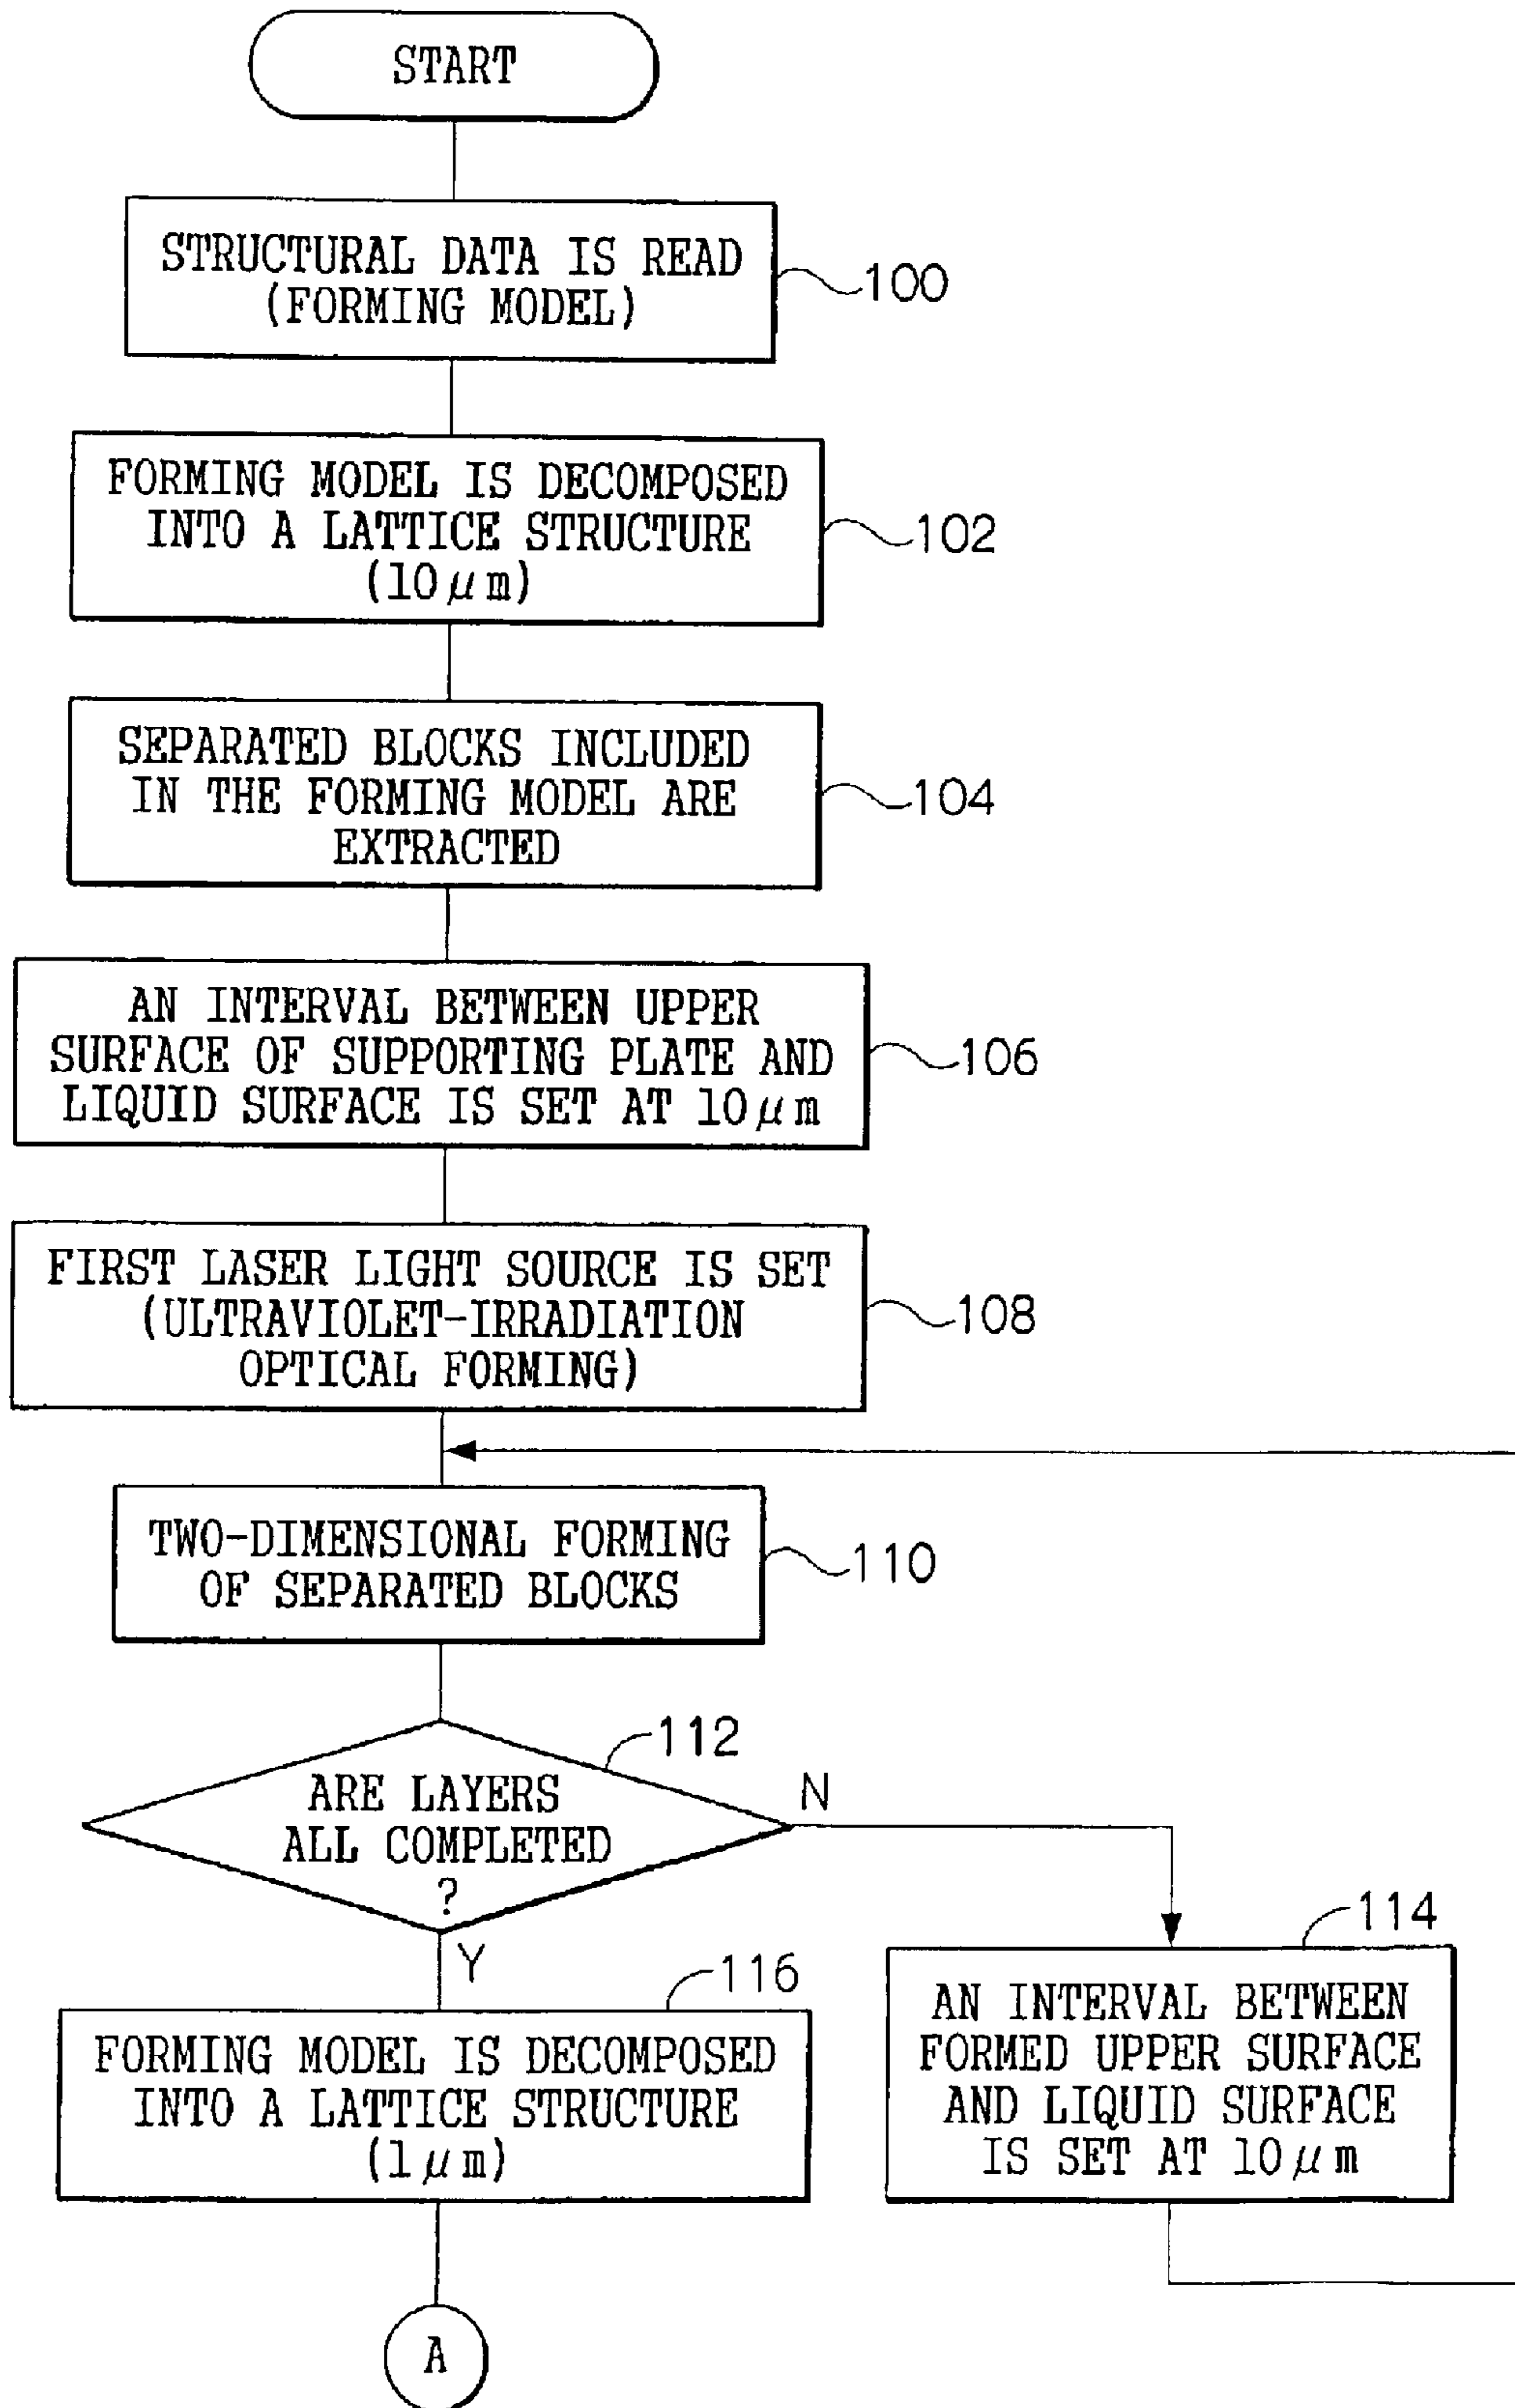 START
STRUCTURAL DATA IS READ
(FORMING MODEL)
100
FORMING MODEL IS DECOMPOSED
INTO A LATTICE STRUCTURE
(10μm)
102
SEPARATED BLOCKS INCLUDED
IN THE FORMING MODEL ARE
EXTRACTED
104
AN INTERVAL BETWEEN UPPER
SURFACE OF SUPPORTING PLATE AND
LIQUID SURFACE IS SET AT 10μm
106
FIRST LASER LIGHT SOURCE IS SET
(ULTRAVIOLET-IRRADIATION
OPTICAL FORMING)
108
TWO-DIMENSIONAL FORMING
OF SEPARATED BLOCKS
110
112
ARE LAYERS
ALL COMPLETED
?
N
Y
114
AN INTERVAL BETWEEN
FORMED UPPER SURFACE
AND LIQUID SURFACE
IS SET AT 10μm
116
FORMING MODEL IS DECOMPOSED
INTO A LATTICE STRUCTURE
(1μm)
A